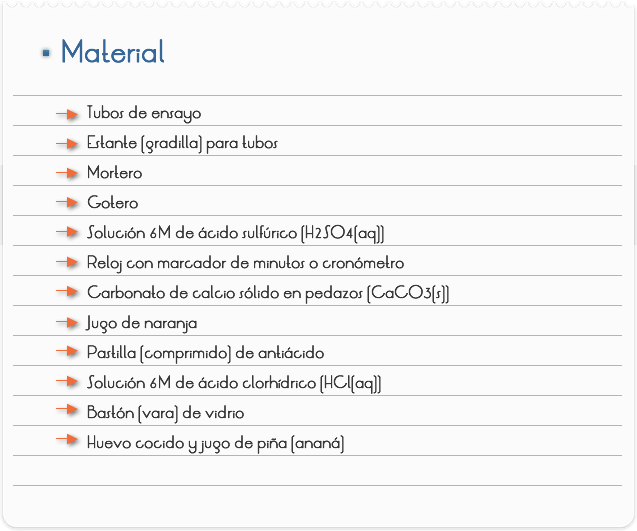 Material
Tubos de ensayo
Estante (gradilla) para tubos
Mortero
Gotero
Solución 6M de ácido sulfúrico (H2SO4(aq))
Reloj con marcador de minutos o cronómetro
Carbonato de calcio sólido en pedazos (CaCO3(s))
Jugo de naranja
Pastilla (comprimido) de antiácido
Solución 6M de ácido clorhídrico (HCl(aq))
Bastón (vara) de vidrio
Huevo cocido y jugo de piña (ananá)